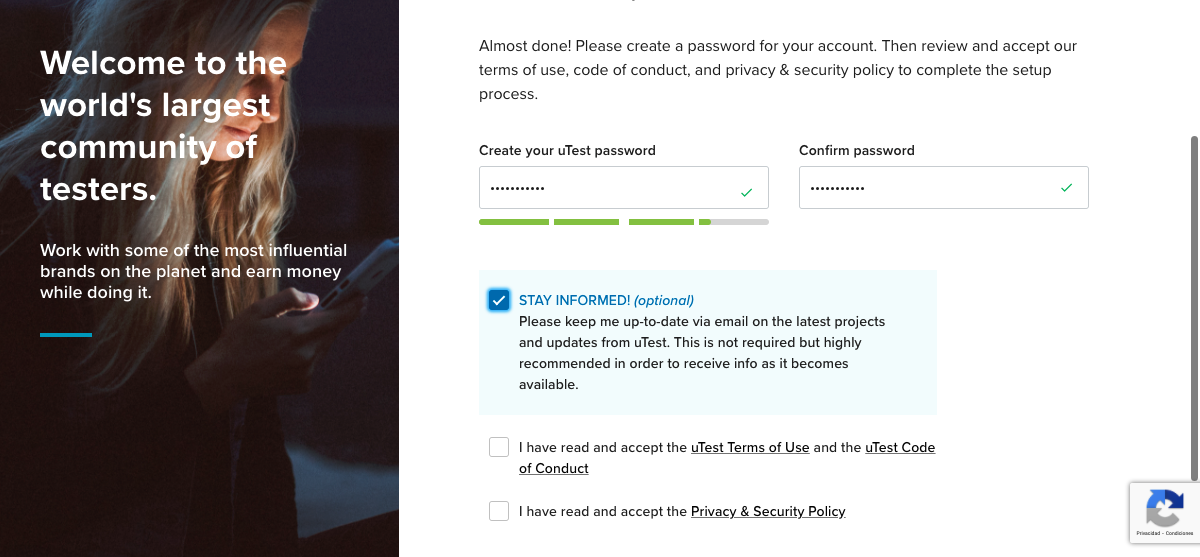 Welcome to the
world's largest
community of
testers.
Work with some of the most influential
brands on the planet and earn money
while doing it.
Almost done! Please create a password for your account. Then review and accept our
terms of use, code of conduct, and privacy & security policy to complete the setup
process.
Create your uTest password
Confirm password
•••••••••••
•••••••••••
STAY INFORMED! (optional)
Please keep me up-to-date via email on the latest projects
and updates from uTest. This is not required but highly
recommended in order to receive info as it becomes
available.
I have read and accept the uTest Terms of Use and the uTest Code
of Conduct
I have read and accept the Privacy & Security Policy
Privacidad - Condiciones